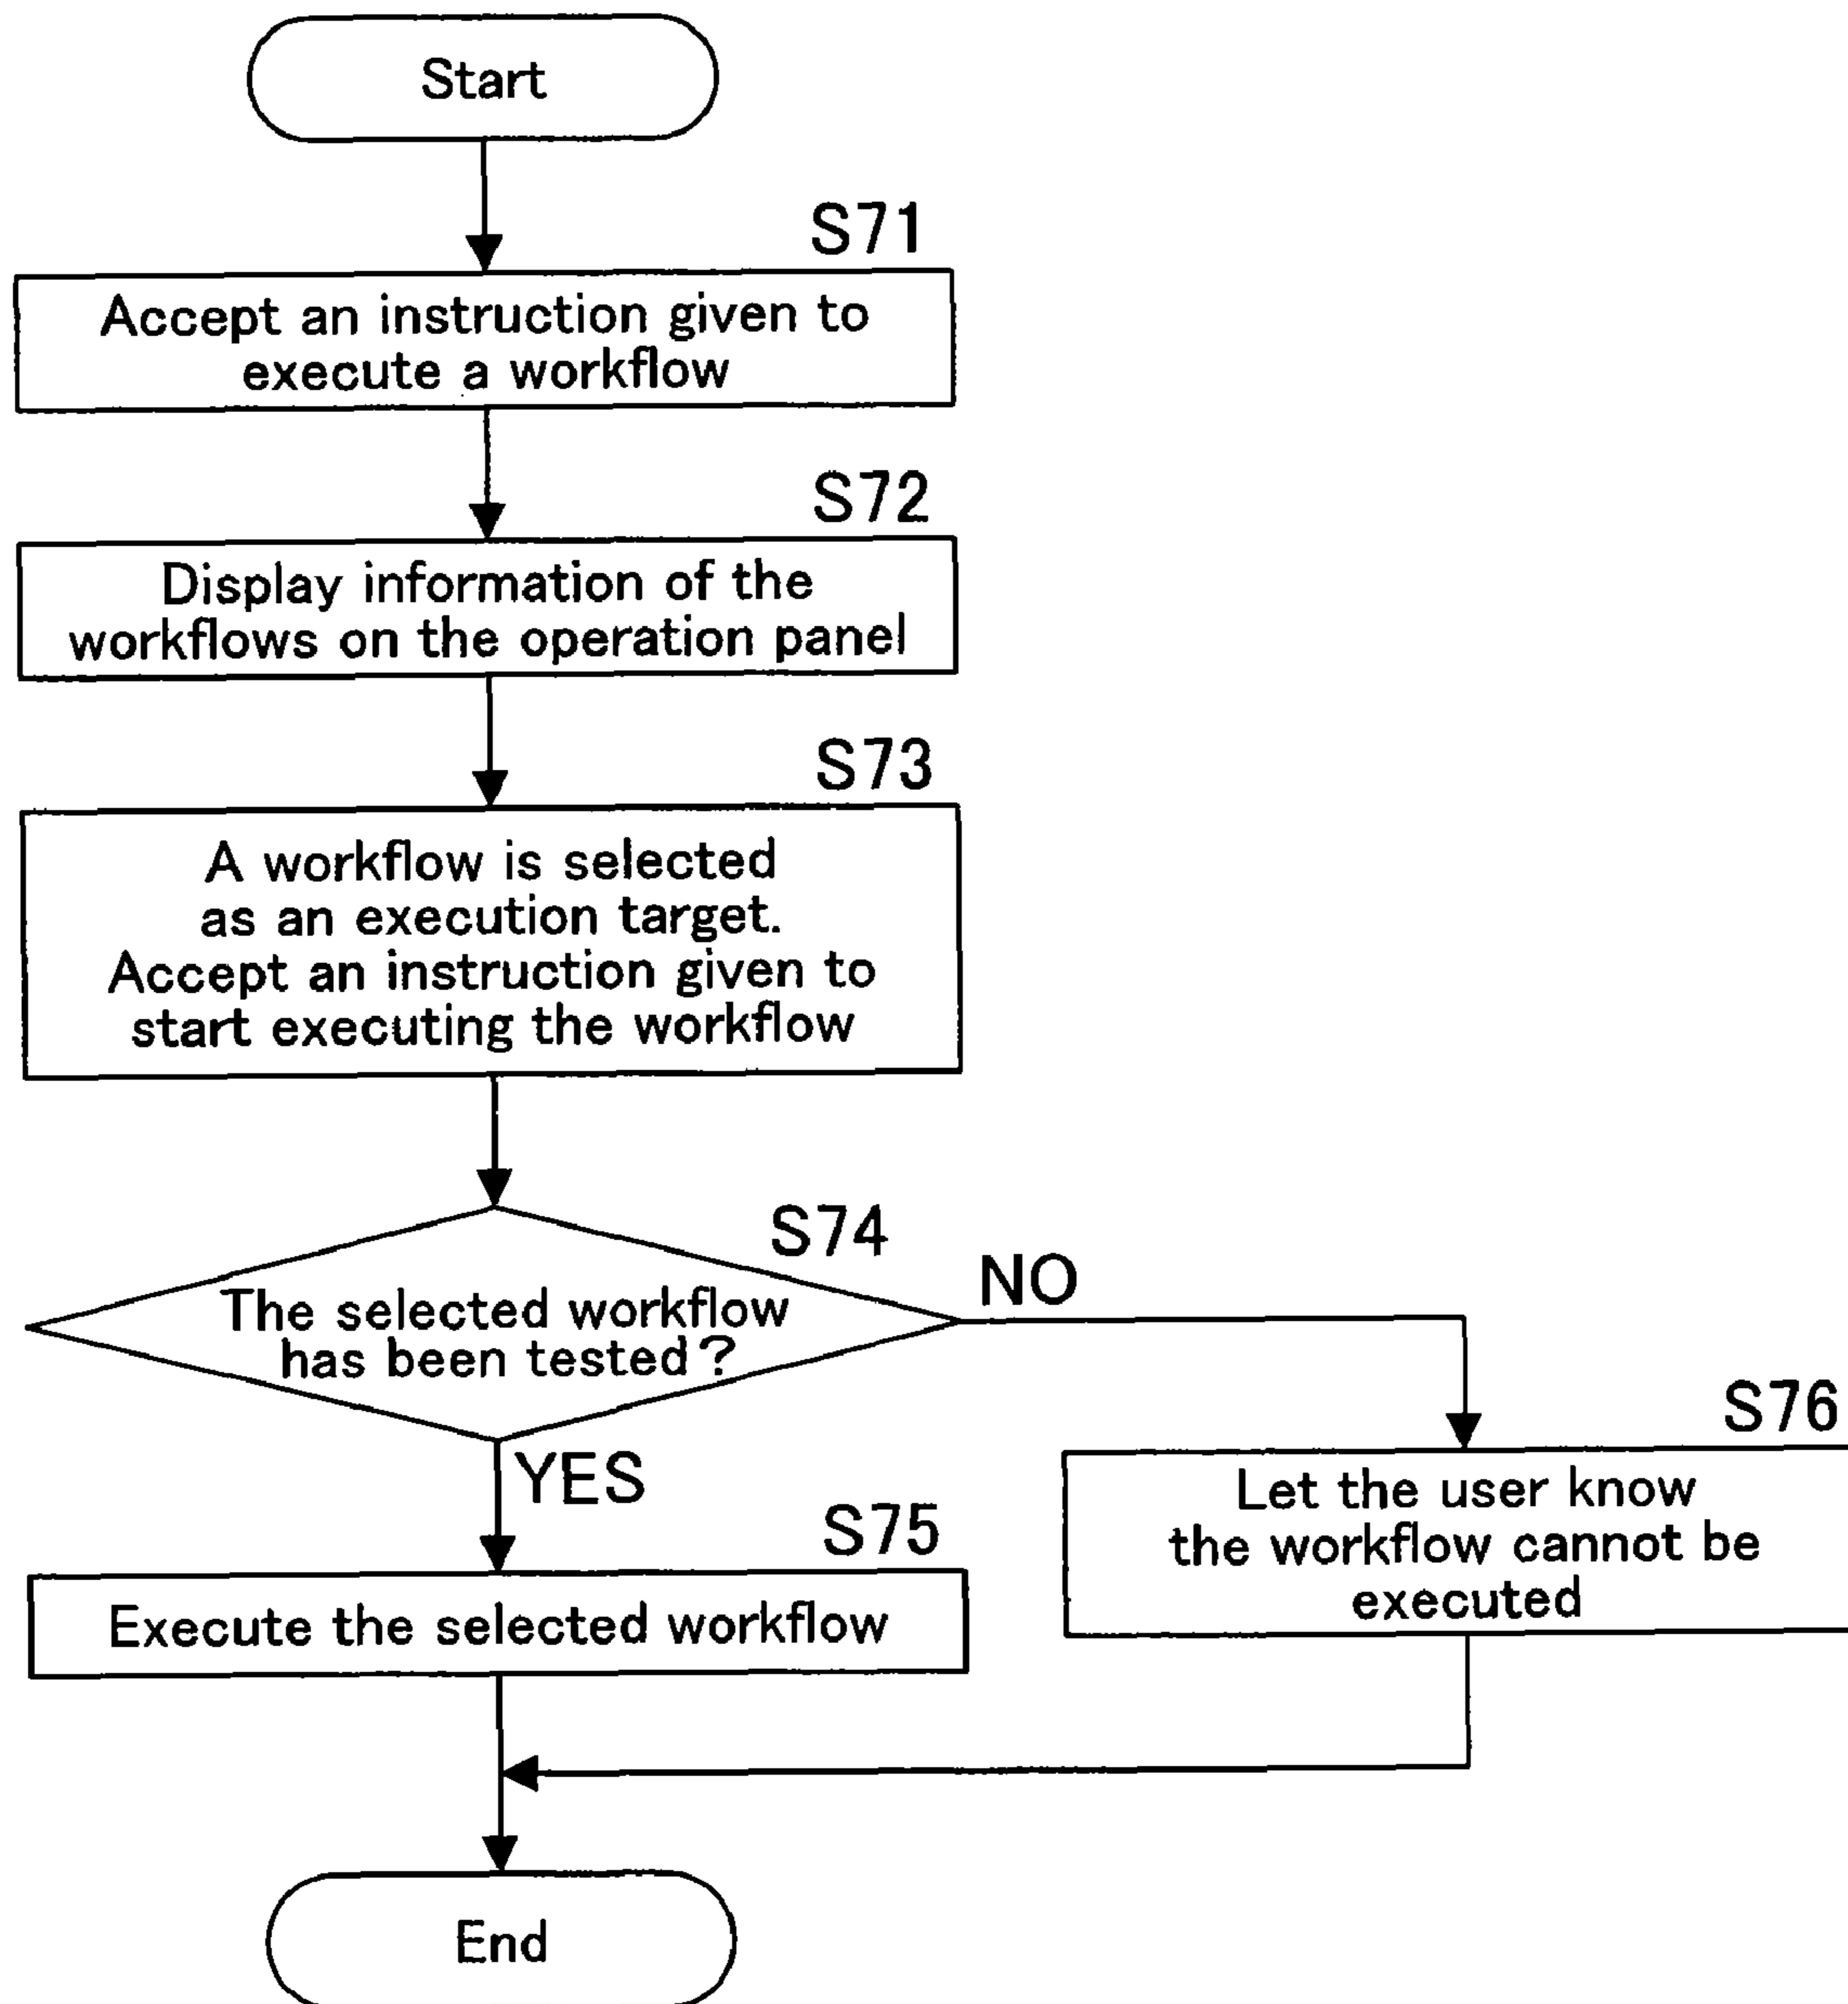 Start
S71
Accept an instruction given to
execute a workflow
S72
Display information of the
workflows on the operation panel
S73
A workflow is selected
as an execution target.
Accept an instruction given to
start executing the workflow
S74
The selected workflow
has been tested?
NO
YES
S76
Let the user know
the workflow cannot be
executed
S75
Execute the selected workflow
End